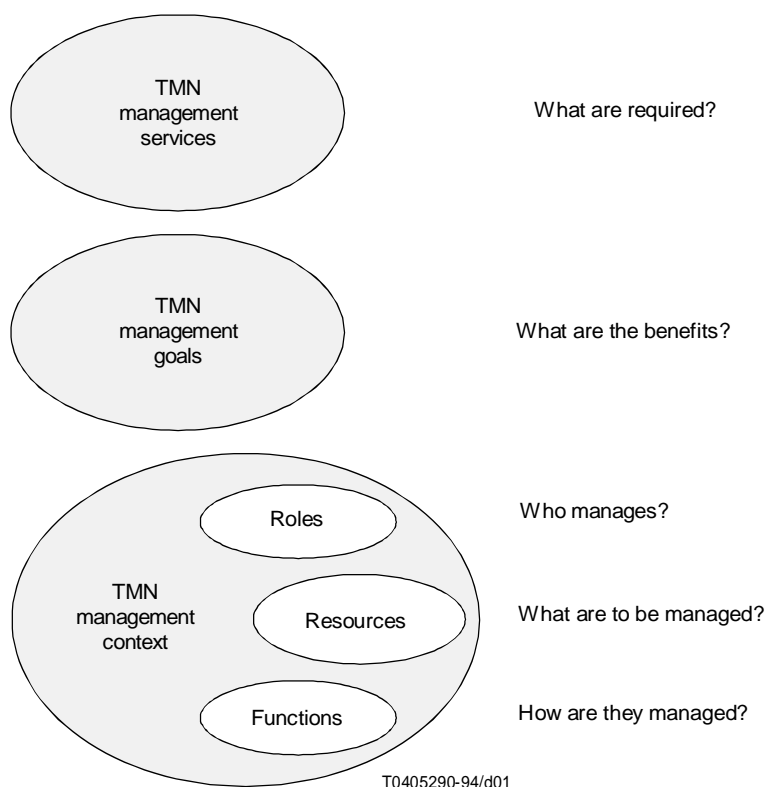 TMN
management
services
What are required?
TMN
management
goals
What are the benefits?
Roles
Who manages?
TMN
management
context
Resources
What are to be managed?
Functions
How are they managed?
T0405290-94/d01